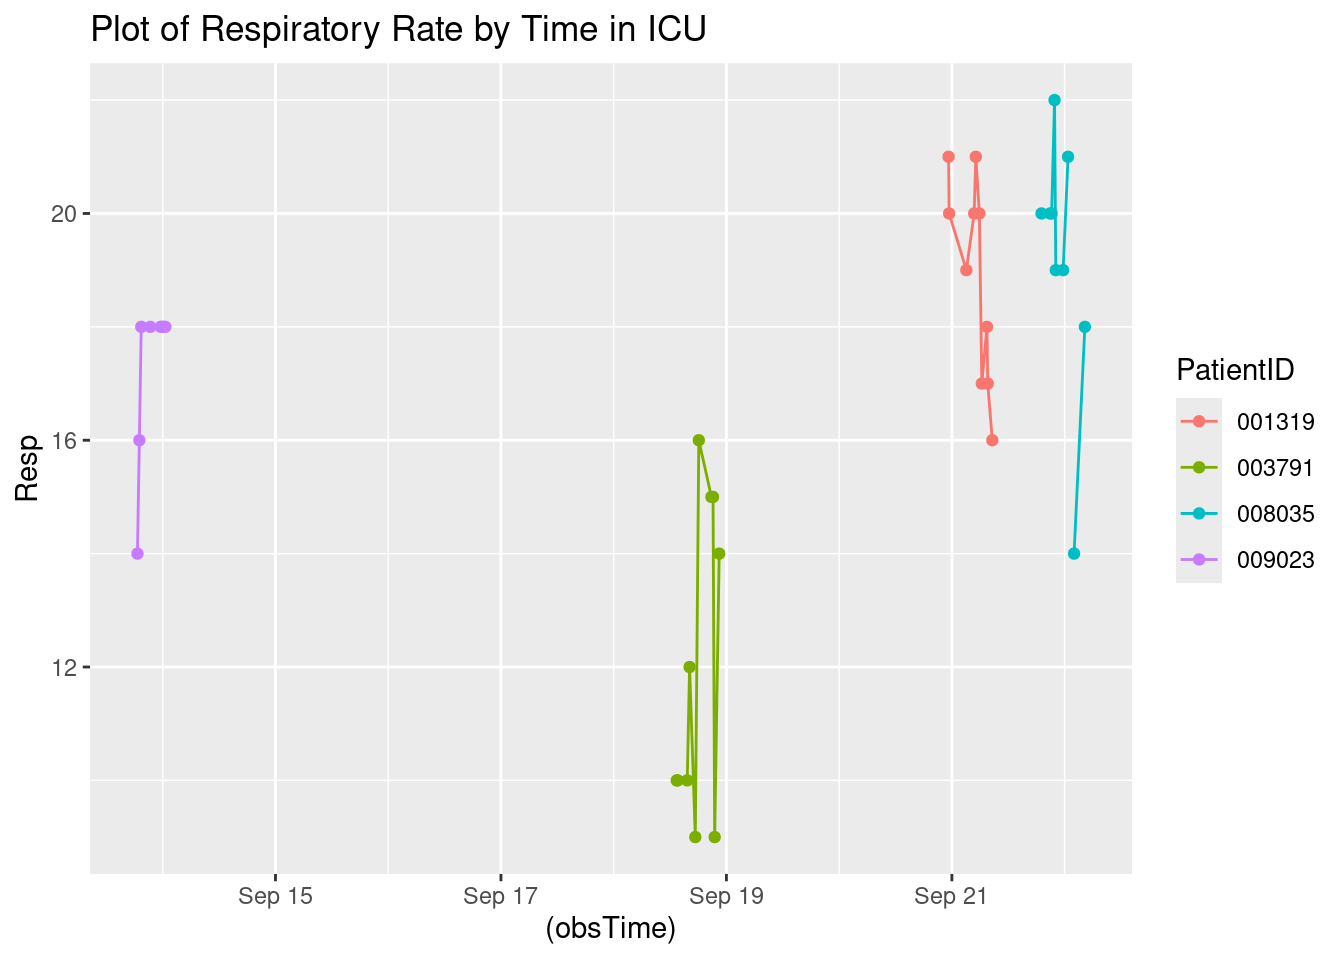 Plot of Respiratory Rate by Time in ICU
20
16
12
Resp
Sep 15
Sep 17
Sep 19
Sep 21
(obsTime)
PatientID
001319
003791
008035
009023